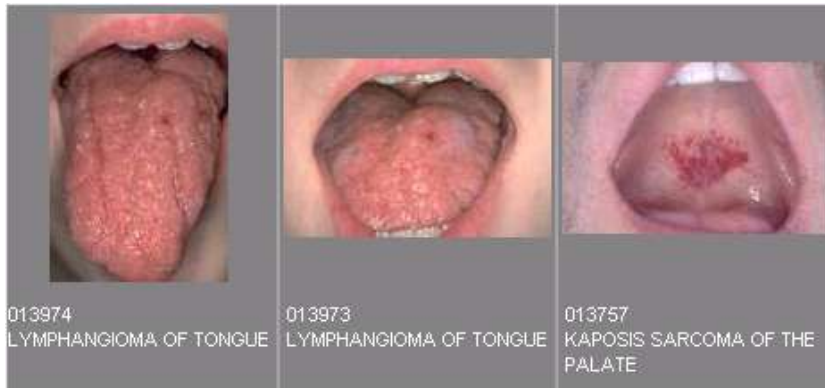 013974
LYMPHANGIOMA OF TONGUE
013973
LYMPHANGIOMA OF TONGUE
013757
KAPOSIS SARCOMA OF THE
PALATE